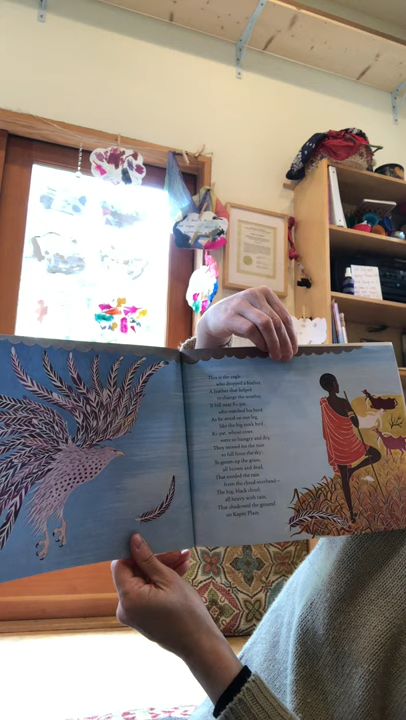 This is the eagle
who dropped a feather,
A feather that helped
to change the weather.
It fell near Ki-pat,
who watched his herd
As he stood on one leg,
like the big stork bird;
Ki-pat, whose cows
were so hungry and dry,
They mooed for the rain
to fall from the sky;
To green-up the grass,
all brown and dead,
That needed the rain
from the cloud overhead—
The big, black cloud,
all heavy with rain,
That shadowed the ground
on Kapiti Plain.